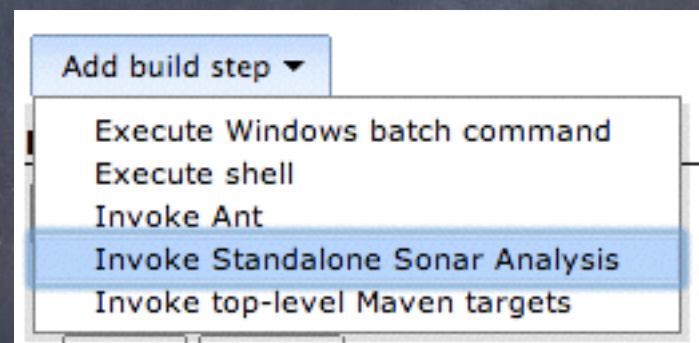 Add build step
Execute Windows batch command
Execute shell
Invoke Ant
Invoke Standalone Sonar Analysis
Invoke top-level Maven targets